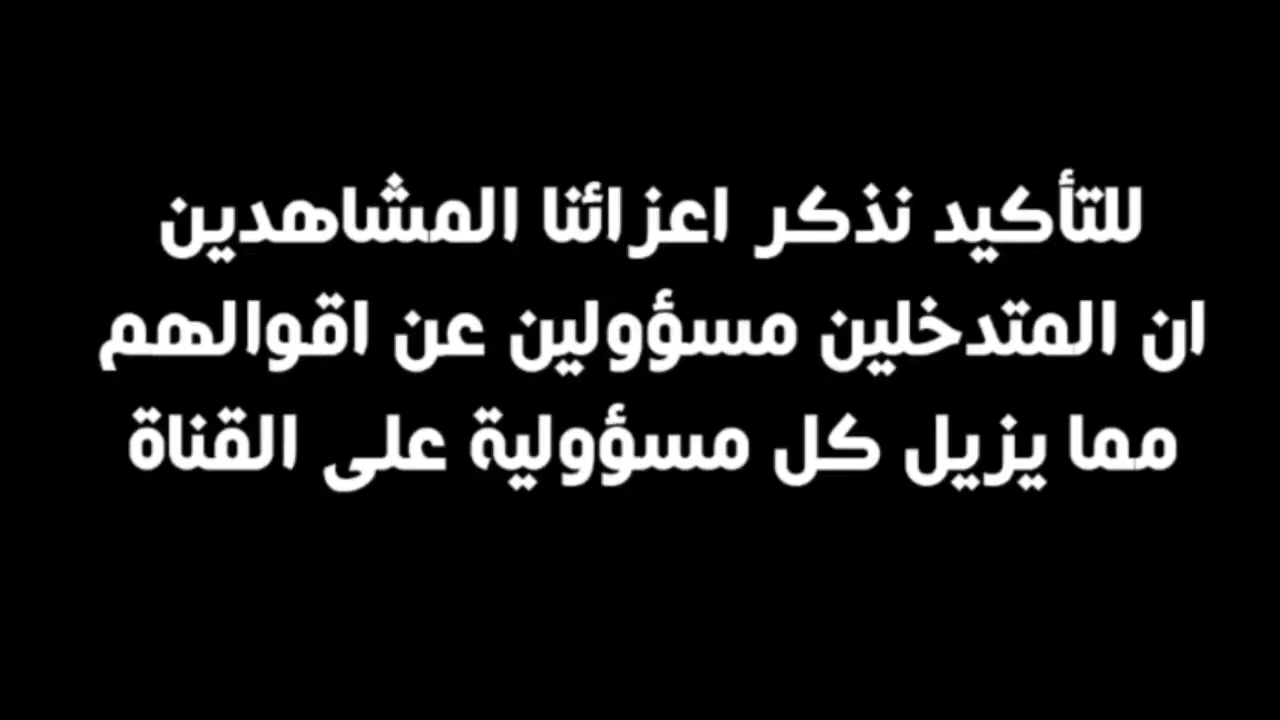 للتأكيد نذكر اعزائنا المشاهدين
ان المتدخلين مسؤولين عن اقوالهم
مما يزيل كل مسؤولية على القناة